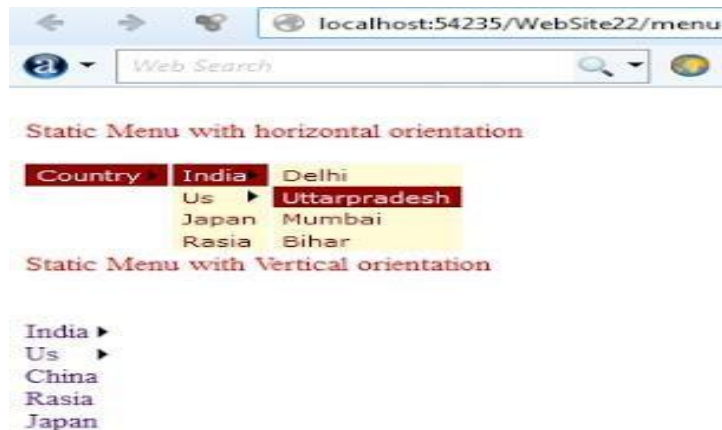 localhost:54235/WebSite22/menu
a Web Search
Static Menu with horizontal orientation
Country India Delhi
Us Uttarpradesh
Japan Mumbai
Rasia Bihar
Static Menu with Vertical orientation
India
Us
China
Rasia
Japan